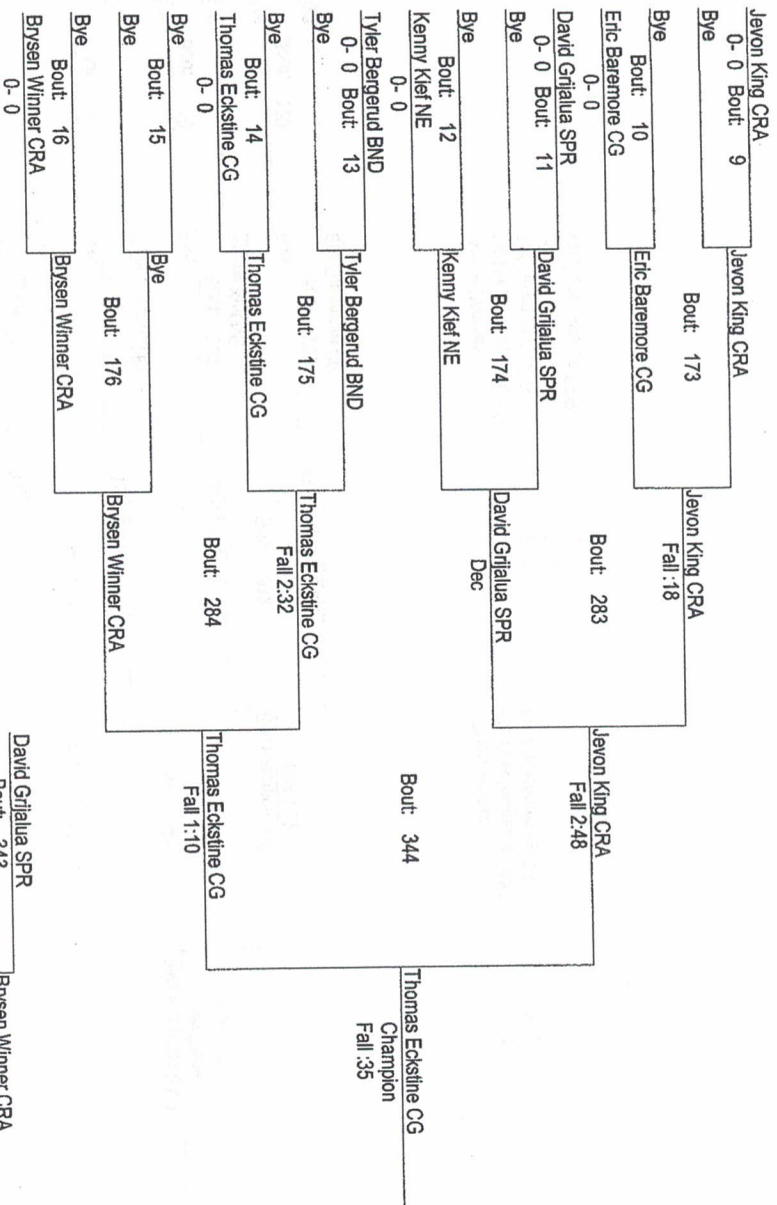 Jevon King CRA
0- 0 Bout: 9
Bye
Jevon King CRA
Bout: 173
Bye
Bout: 10
Eric Baremore CG
0- 0
Eric Baremore CG
Jevon King CRA
Fall :18
Bout: 283
David Grijalua SPR
0- 0 Bout: 11
Bye
David Grijalua SPR
Bout: 174
Bye
Bout: 12
Kenny Kief NE
0- 0
Kenny Kief NE
David Grijalua SPR
Dec
Jevon King CRA
Fall 2:48
Bout: 344
Tyler Bergerud BND
0- 0 Bout: 13
Bye
Tyler Bergerud BND
Bout: 175
Bye
Bout: 14
Thomas Eckstine CG
0- 0
Thomas Eckstine CG
Thomas Eckstine CG
Fall 2:32
Bout: 284
Bye
Bout: 15
Bye
Bye
Bout: 176
Bye
Bout: 16
Brysen Winner CRA
0- 0
Brysen Winner CRA
Brysen Winner CRA
Thomas Eckstine CG
Fall 1:10
Thomas Eckstine CG
Champion
Fall :35
David Grijalua SPR
Bout: 343
Brysen Winner CRA